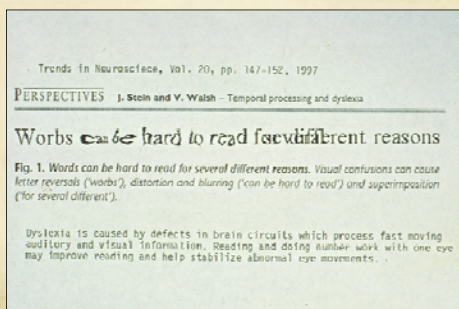 Trends in Neuroscience, Vol. 20, pp. 147-152, 1997
PERSPECTIVES J. Stein and V. Walsh – Temporal processing and dyslexia
Worbs can be hard to read for different reasons
Fig. 1. Words can be hard to read for several different reasons. Visual confusions can cause
letter reversals ('worbs'), distortion and blurring ('can be hard to read') and superimposition
('for several different').
Dyslexia is caused by defects in brain circuits which process fast moving
auditory and visual information. Reading and doing number work with one eye
may improve reading and help stabilize abnormal eye movements.